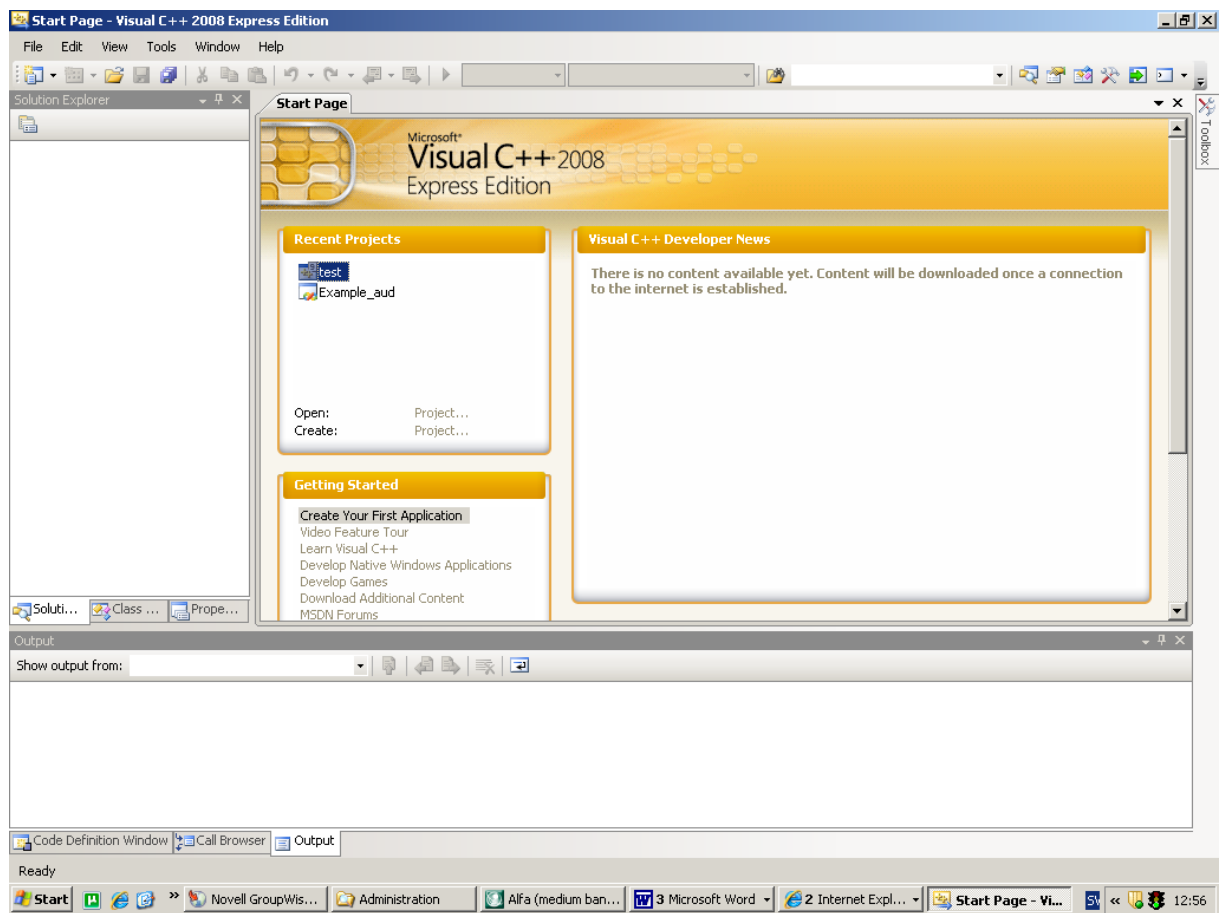 Start Page - Visual C++ 2008 Express Edition
File Edit View Tools Window Help
Solution Explorer
Start Page
Toolbox
Microsoft
Visual C++ 2008
Express Edition
Recent Projects
test
Example_aud
Open: Project...
Create: Project...
Getting Started
Create Your First Application
Video Feature Tour
Learn Visual C++
Develop Native Windows Applications
Develop Games
Download Additional Content
MSDN Forums
Visual C++ Developer News
There is no content available yet. Content will be downloaded once a connection
to the internet is established.
Soluti... Class ... Prope...
Output
Show output from:
Code Definition Window Call Browser Output
Ready
Start µ » Novell GroupWis... Administration Alfa (medium ban... W 3 Microsoft Word 2 Internet Expl... Start Page - Vi... SV « 12:56